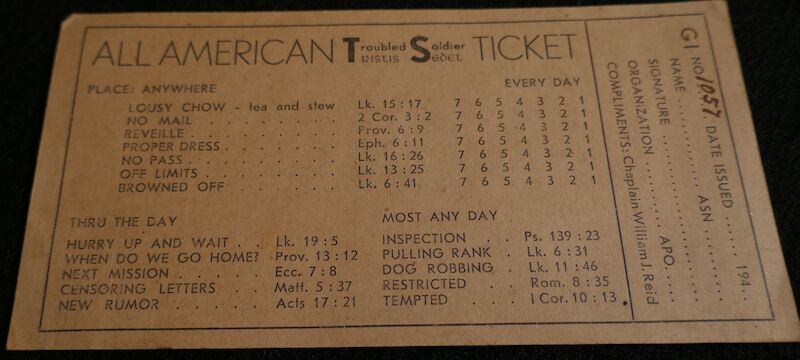 ALL AMERICAN Troubled Soldier TICKET
TRISTIS SEDET
PLACE: ANYWHERE EVERY DAY
LOUSY CHOW - tea and stew Lk. 15 : 17 7 6 5 4 3 2 1
NO MAIL . . . . . . . . 2 Cor. 3 : 2 7 6 5 4 3 2 1
REVEILLE . . . . . . . . . Prov. 6 : 9 7 6 5 4 3 2 1
PROPER DRESS . . . . . . . Eph. 6 : 11 7 6 5 4 3 2 1
NO PASS . . . . . . . . . Lk. 16 : 26 7 6 5 4 3 2 1
OFF LIMITS . . . . . . . . Lk. 13 : 25 7 6 5 4 3 2 1
BROWNED OFF . . . . . . . Lk. 6 : 41 7 6 5 4 3 2 1
THRU THE DAY
HURRY UP AND WAIT . . Lk. 19 : 5
WHEN DO WE GO HOME? Prov. 13 : 12
NEXT MISSION . . . . . Ecc. 7 : 8
CENSORING LETTERS . . Matt. 5 : 37
NEW RUMOR . . . . . Acts 17 : 21
MOST ANY DAY
INSPECTION . . Ps. 139 : 23
PULLING RANK . Lk. 6 : 31
DOG ROBBING . Lk. 11 : 46
RESTRICTED . . Rom. 8 : 35
TEMPTED . . . 1 Cor. 10 : 13
GI NO. 1057 DATE ISSUED ...... 194..
NAME ................ ASN ..........
SIGNATURE ..........................
ORGANIZATION ........... APO.....
COMPLIMENTS: Chaplain William J. Reid